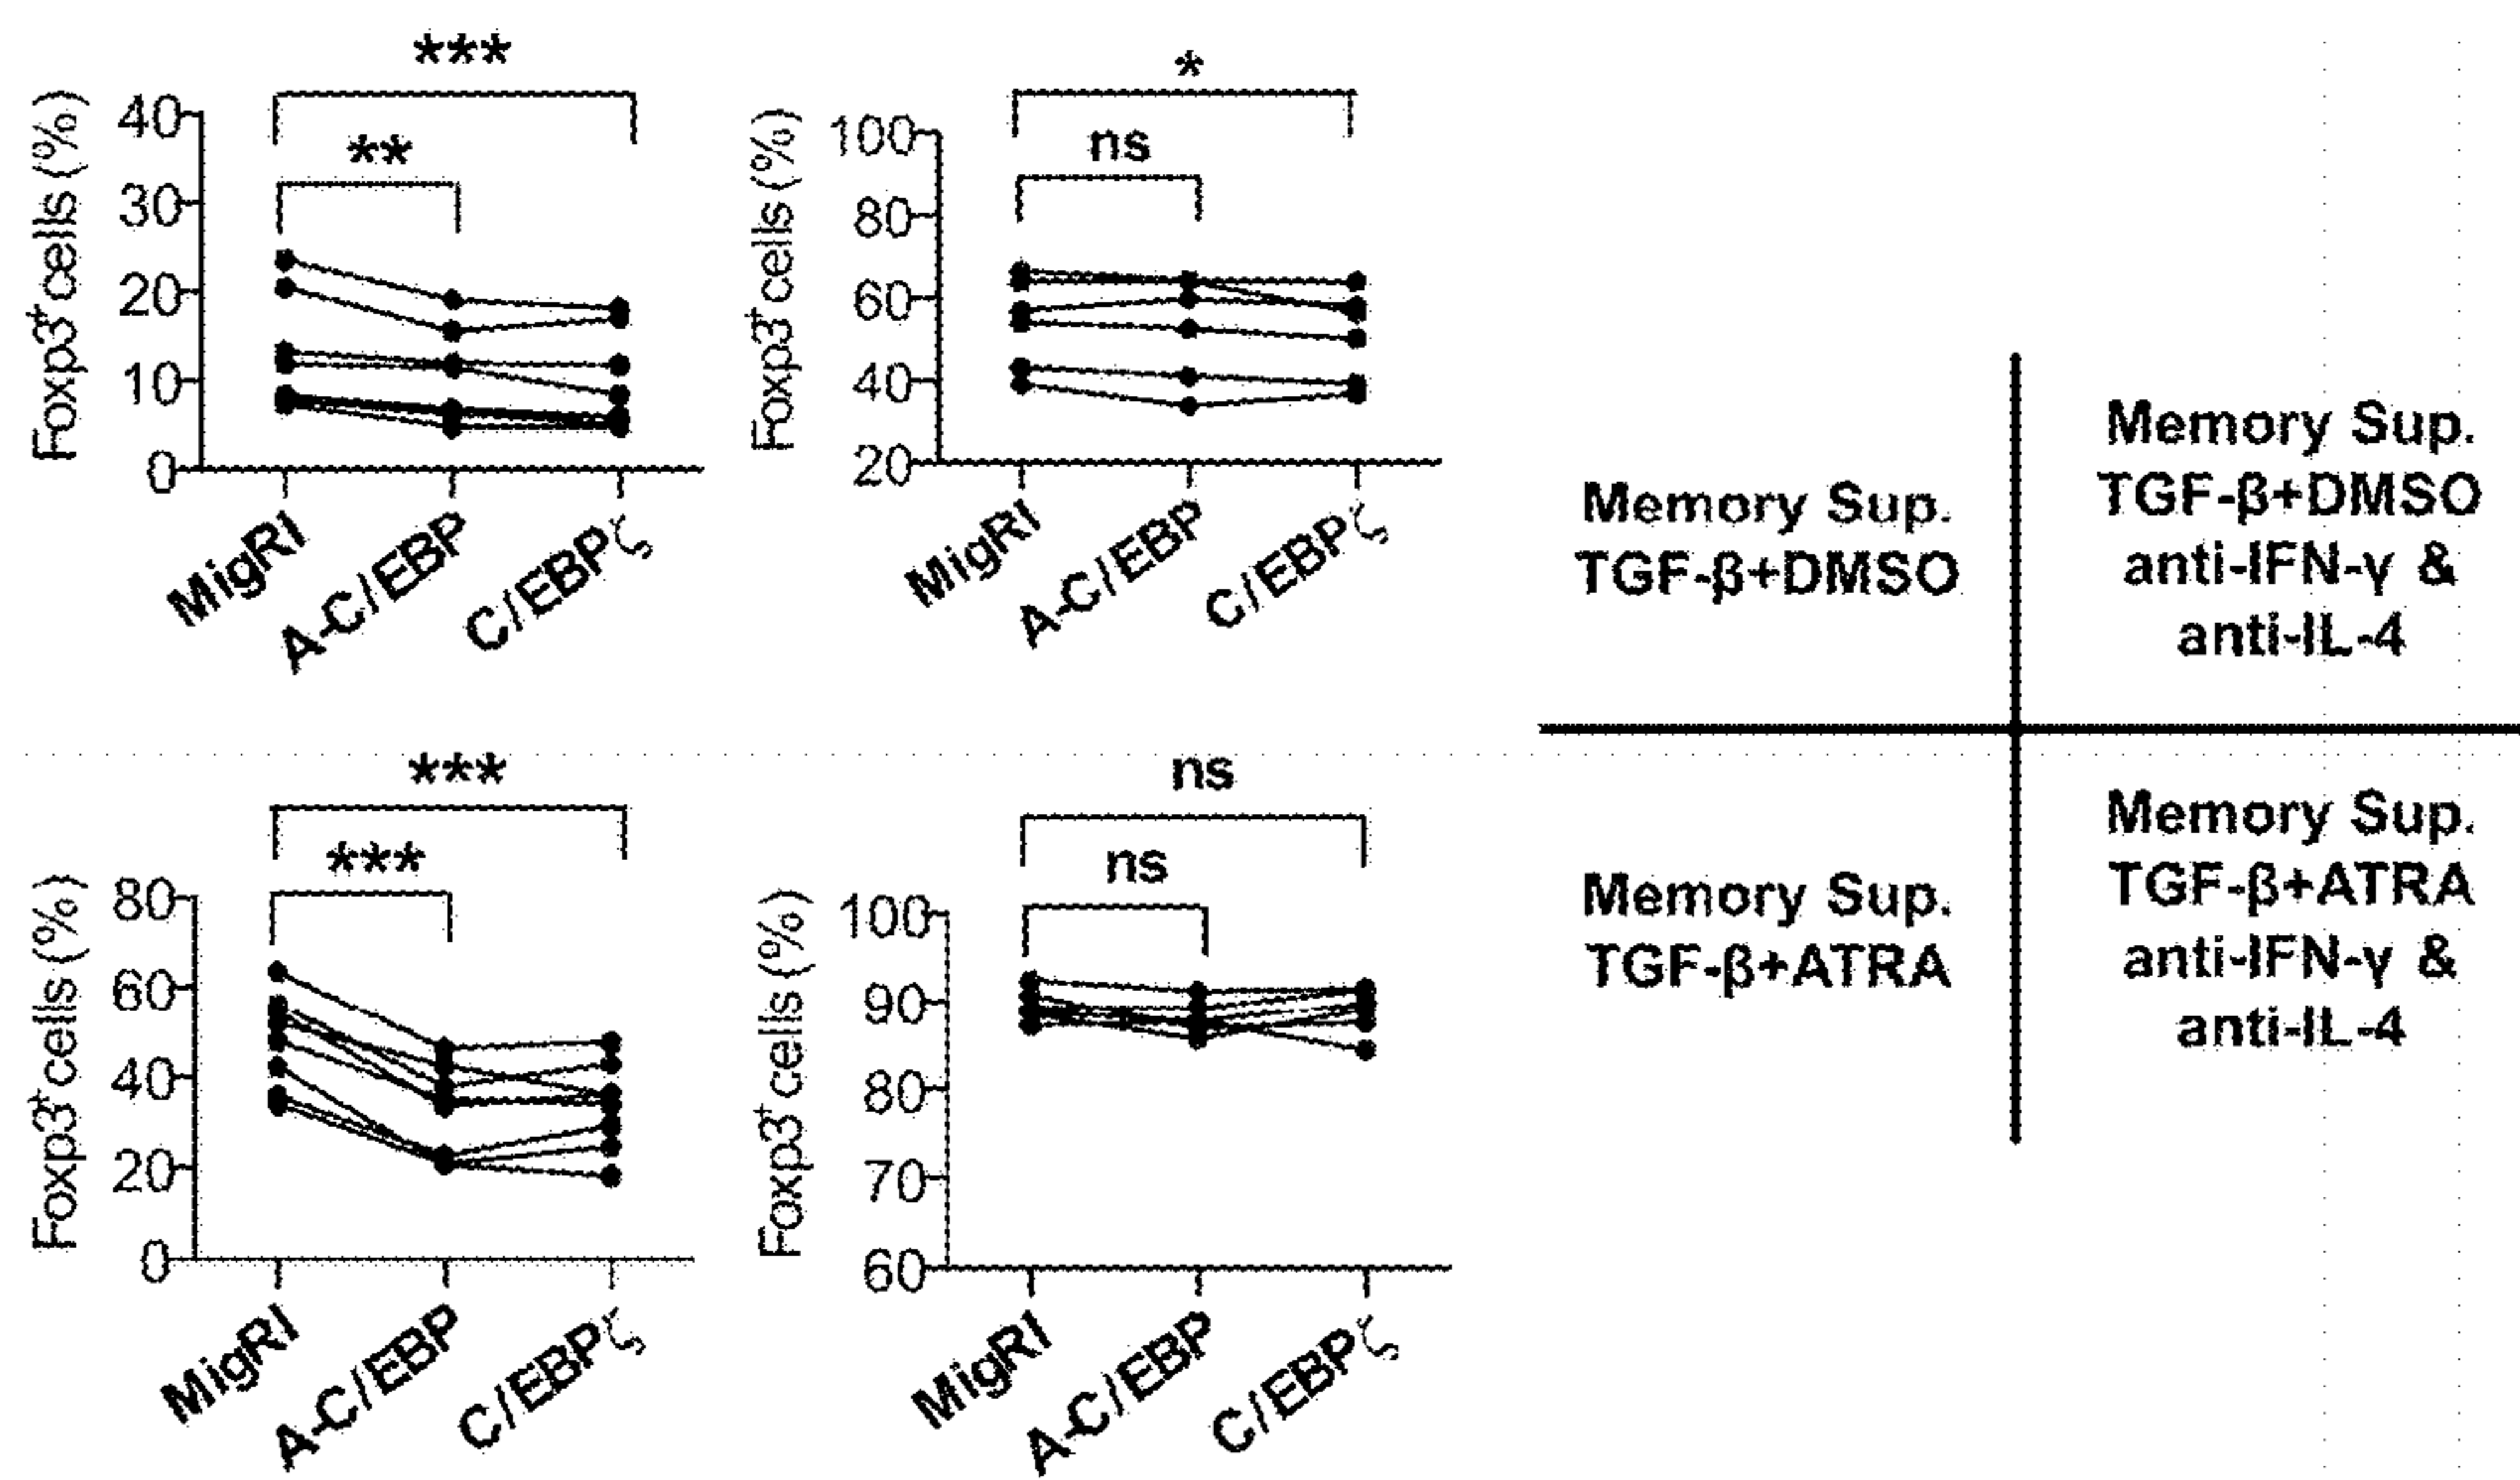 ***
**
Foxp3+ cells (%)
40
30
20
10
0
MigRI
A-C/EBP
C/EBPζ
*
ns
Foxp3+ cells (%)
100
80
60
40
20
MigRI
A-C/EBP
C/EBPζ
Memory Sup.
TGF-β+DMSO
Memory Sup.
TGF-β+DMSO
anti-IFN-γ &
anti-IL-4
***
***
Foxp3+ cells (%)
80
60
40
20
0
MigRI
A-C/EBP
C/EBPζ
ns
ns
Foxp3+ cells (%)
100
90
80
70
60
MigRI
A-C/EBP
C/EBPζ
Memory Sup.
TGF-β+ATRA
Memory Sup.
TGF-β+ATRA
anti-IFN-γ &
anti-IL-4